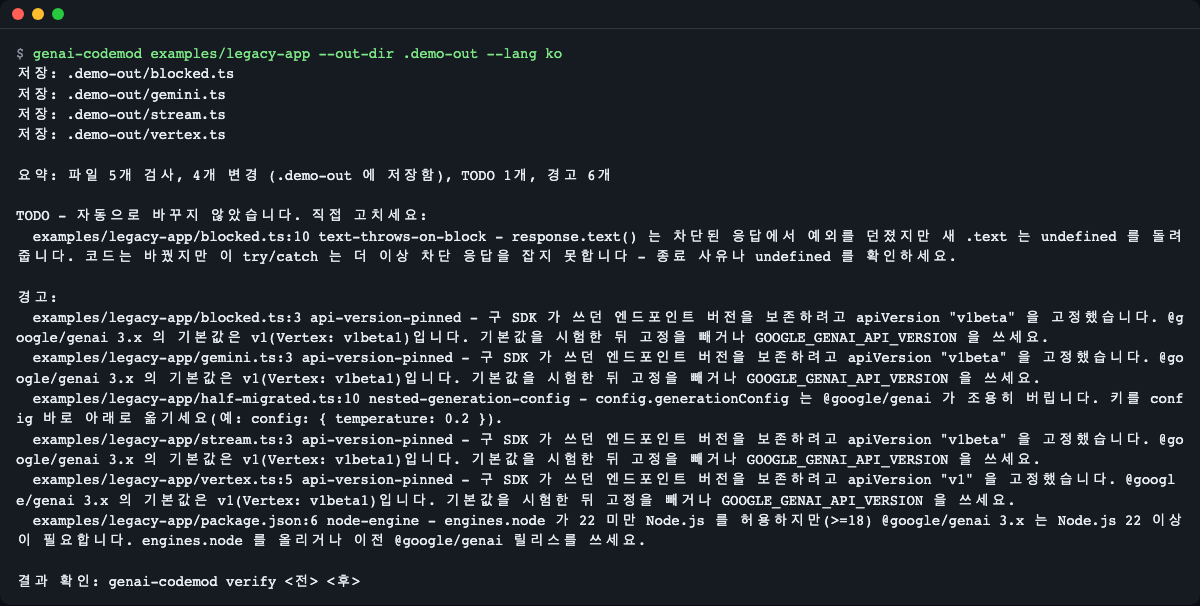 $ genai-codemod examples/legacy-app --out-dir .demo-out --lang ko
저장: .demo-out/blocked.ts
저장: .demo-out/gemini.ts
저장: .demo-out/stream.ts
저장: .demo-out/vertex.ts
요약: 파일 5개 검사, 4개 변경 (.demo-out 에 저장함), TODO 1개, 경고 6개
TODO - 자동으로 바꾸지 않았습니다. 직접 고치세요:
examples/legacy-app/blocked.ts:10 text-throws-on-block - response.text() 는 차단된 응답에서 예외를 던졌지만 새 .text 는 undefined 를 돌려
줍니다. 코드는 바꿨지만 이 try/catch 는 더 이상 차단 응답을 잡지 못합니다 - 종료 사유나 undefined 를 확인하세요.
경고:
examples/legacy-app/blocked.ts:3 api-version-pinned - 구 SDK 가 쓰던 엔드포인트 버전을 보존하려고 apiVersion "v1beta" 을 고정했습니다. @g
oogle/genai 3.x 의 기본값은 v1(Vertex: v1beta1)입니다. 기본값을 시험한 뒤 고정을 빼거나 GOOGLE_GENAI_API_VERSION 을 쓰세요.
examples/legacy-app/gemini.ts:3 api-version-pinned - 구 SDK 가 쓰던 엔드포인트 버전을 보존하려고 apiVersion "v1beta" 을 고정했습니다. @go
ogle/genai 3.x 의 기본값은 v1(Vertex: v1beta1)입니다. 기본값을 시험한 뒤 고정을 빼거나 GOOGLE_GENAI_API_VERSION 을 쓰세요.
examples/legacy-app/half-migrated.ts:10 nested-generation-config - config.generationConfig 는 @google/genai 가 조용히 버립니다. 키를 conf
ig 바로 아래로 옮기세요(예: config: { temperature: 0.2 }).
examples/legacy-app/stream.ts:3 api-version-pinned - 구 SDK 가 쓰던 엔드포인트 버전을 보존하려고 apiVersion "v1beta" 을 고정했습니다. @go
ogle/genai 3.x 의 기본값은 v1(Vertex: v1beta1)입니다. 기본값을 시험한 뒤 고정을 빼거나 GOOGLE_GENAI_API_VERSION 을 쓰세요.
examples/legacy-app/vertex.ts:5 api-version-pinned - 구 SDK 가 쓰던 엔드포인트 버전을 보존하려고 apiVersion "v1" 을 고정했습니다. @googl
e/genai 3.x 의 기본값은 v1(Vertex: v1beta1)입니다. 기본값을 시험한 뒤 고정을 빼거나 GOOGLE_GENAI_API_VERSION 을 쓰세요.
examples/legacy-app/package.json:6 node-engine - engines.node 가 22 미만 Node.js 를 허용하지만(>=18) @google/genai 3.x 는 Node.js 22 이상
이 필요합니다. engines.node 를 올리거나 이전 @google/genai 릴리스를 쓰세요.
결과 확인: genai-codemod verify <전> <후>